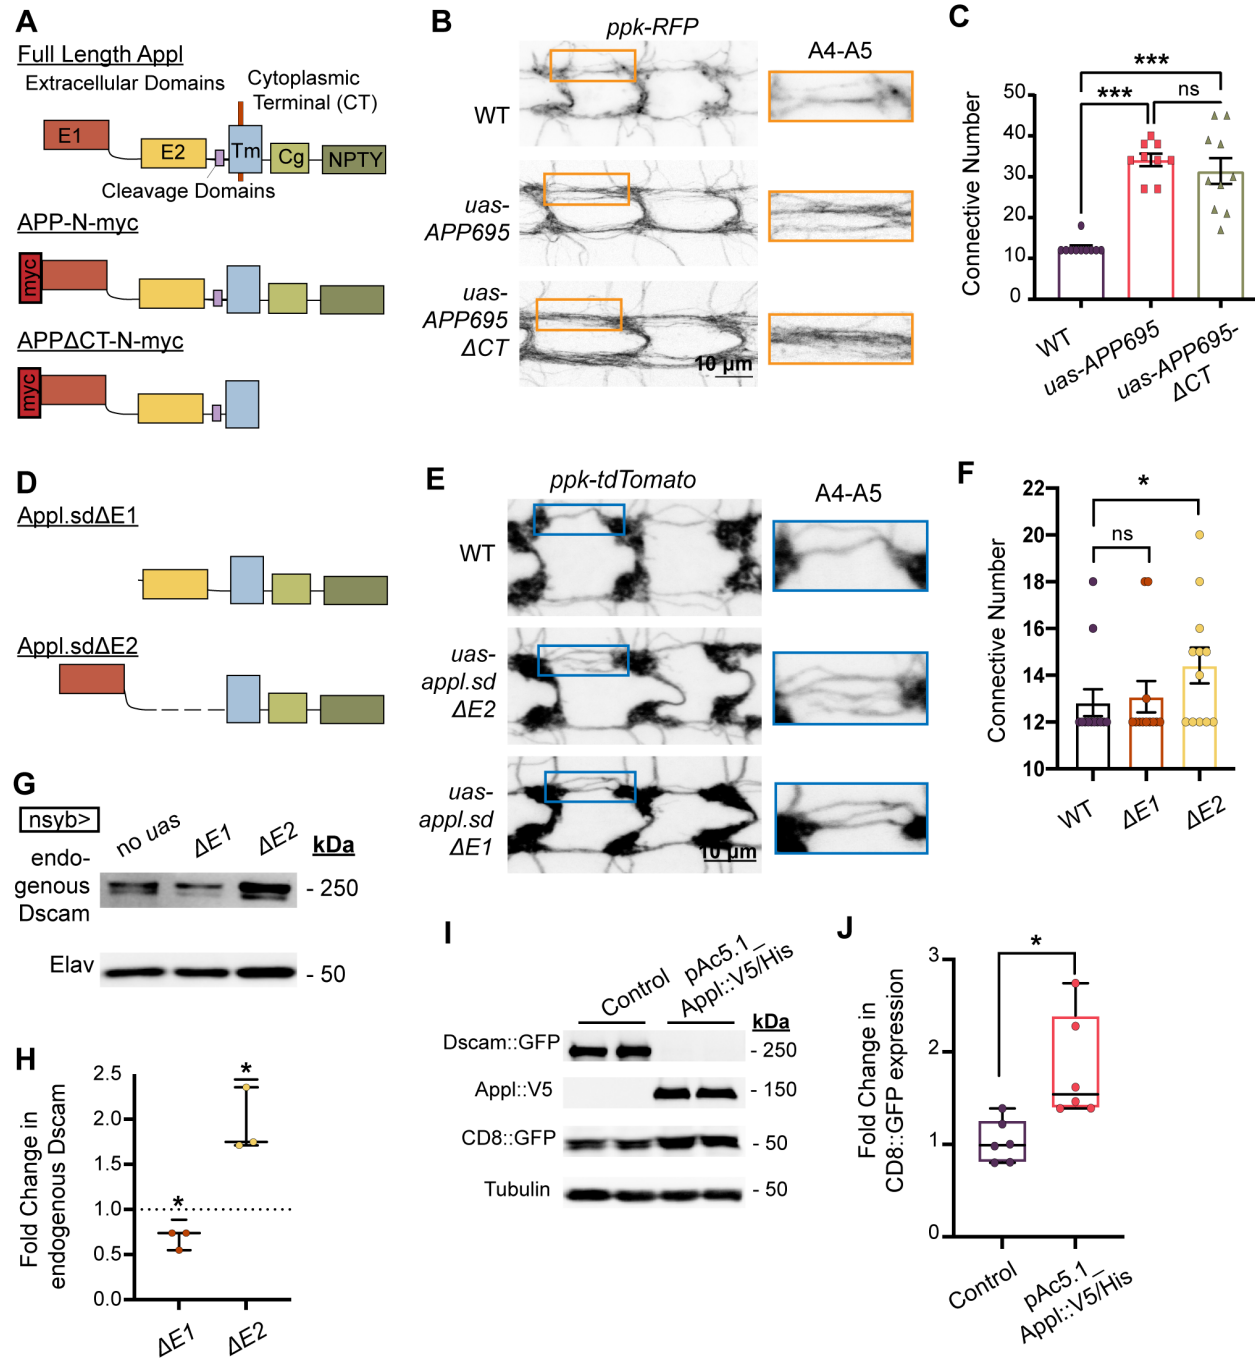 A
Full Length Appl
Extracellular Domains
Cytoplasmic
Terminal (CT)
E1
E2
Tm
Cg
NPTY
Cleavage Domains
APP-N-myc
myc
APPΔCT-N-myc
myc
B
ppk-RFP
A4-A5
WT
uas-
APP695
uas-
APP695
ΔCT
10 μm
C
Connective Number
50
40
30
20
10
0
***
***
ns
WT
uas-APP695
uas-APP695-
ΔCT
D
Appl.sdΔE1
Appl.sdΔE2
E
ppk-tdTomato
A4-A5
WT
uas-
appl.sd
ΔE2
uas-
appl.sd
ΔE1
10 μm
F
Connective Number
22
20
18
16
14
12
10
*
ns
WT
ΔE1
ΔE2
G
nsyb>
no uas
ΔE1
ΔE2
kDa
endo-
genous
Dscam
- 250
Elav
- 50
H
Fold Change in
endogenous Dscam
2.5
2.0
1.5
1.0
0.5
0.0
*
*
ΔE1
ΔE2
I
Control
pAc5.1_
Appl::V5/His
kDa
Dscam::GFP
- 250
Appl::V5
- 150
CD8::GFP
- 50
Tubulin
- 50
J
Fold Change in
CD8::GFP expression
3
2
1
0
*
Control
pAc5.1_
Appl::V5/His